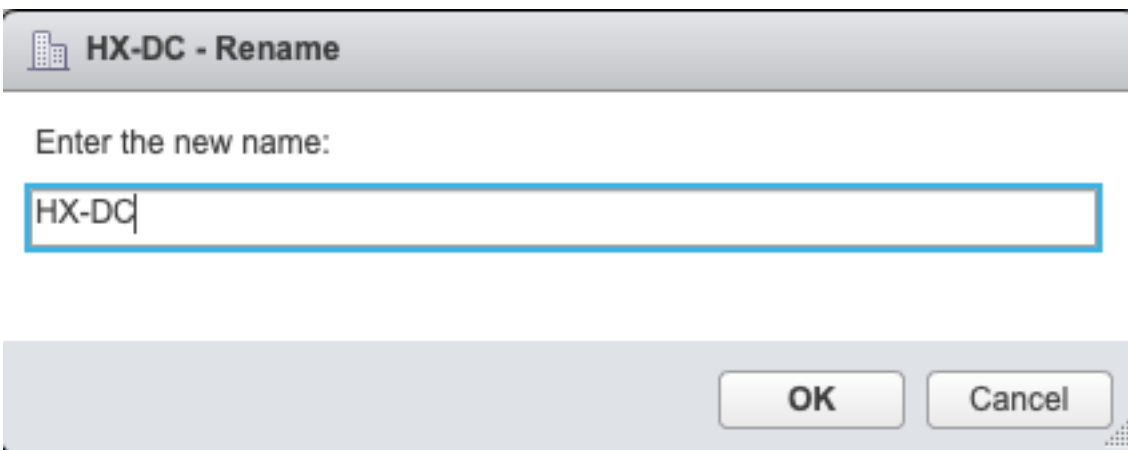 HX-DC - Rename
Enter the new name:
HX-DC
OK Cancel